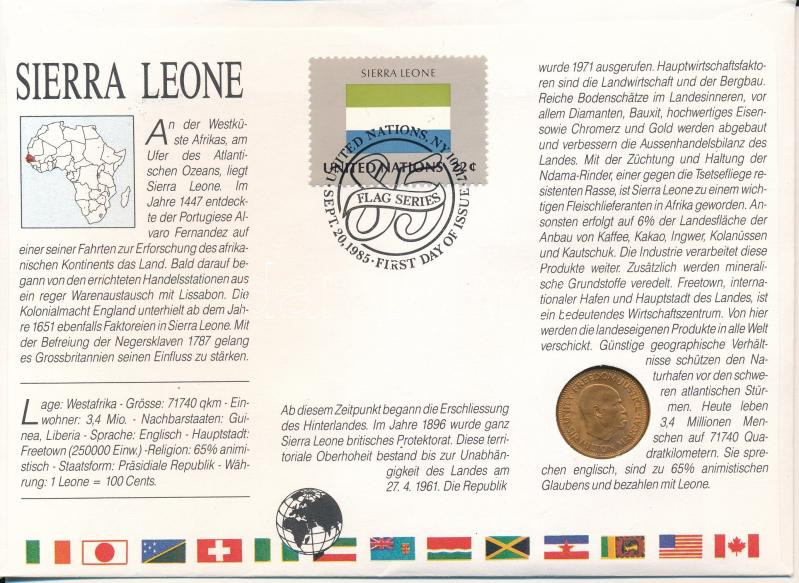 SIERRA LEONE
An der Westkü-
ste Afrikas, am
Ufer des Atlanti-
schen Ozeans, liegt
Sierra Leone. Im
Jahre 1447 entdeck-
te der Portugiese Al-
varo Fernandez auf
einer seiner Fahrten zur Erforschung des afrika-
nischen Kontinents das Land. Bald darauf be-
gann von den errichteten Handelsstationen aus
ein reger Warenaustausch mit Lissabon. Die
Kolonialmacht England unterhielt ab dem Jah-
re 1651 ebenfalls Faktoreien in Sierra Leone. Mit
der Befreiung der Negersklaven 1787 gelang
es Grossbritannien seinen Einfluss zu stärken.
Lage: Westafrika - Grösse: 71740 qkm - Ein-
wohner: 3,4 Mio. - Nachbarstaaten: Gui-
nea, Liberia - Sprache: Englisch - Hauptstadt:
Freetown (250000 Einw.) -Religion: 65% animi-
stisch - Staatsform: Präsidiale Republik - Wäh-
rung: 1 Leone = 100 Cents.
SIERRA LEONE
UNITED NATIONS 22¢
UNITED NATIONS, NY 10017
85
FLAG SERIES
SEPT. 20, 1985 · FIRST DAY OF ISSUE
Ab diesem Zeitpunkt begann die Erschliessung
des Hinterlandes. Im Jahre 1896 wurde ganz
Sierra Leone britisches Protektorat. Diese terri-
toriale Oberhoheit bestand bis zur Unabhän-
gigkeit des Landes am
27. 4. 1961. Die Republik
wurde 1971 ausgerufen. Hauptwirtschaftsfakto-
ren sind die Landwirtschaft und der Bergbau.
Reiche Bodenschätze im Landesinneren, vor
allem Diamanten, Bauxit, hochwertiges Eisen-
sowie Chromerz und Gold werden abgebaut
und verbessern die Aussenhandelsbilanz des
Landes. Mit der Züchtung und Haltung der
Ndama-Rinder, einer gegen die Tsetsefliege re-
sistenten Rasse, ist Sierra Leone zu einem wich-
tigen Fleischlieferanten in Afrika geworden. An-
sonsten erfolgt auf 6% der Landesfläche der
Anbau von Kaffee, Kakao, Ingwer, Kolanüssen
und Kautschuk. Die Industrie verarbeitet diese
Produkte weiter. Zusätzlich werden minerali-
sche Grundstoffe veredelt. Freetown, interna-
tionaler Hafen und Hauptstadt des Landes, ist
ein bedeutendes Wirtschaftszentrum. Von hier
werden die landeseigenen Produkte in alle Welt
verschickt. Günstige geographische Verhält-
nisse schützen den Na-
turhafen vor den schwe-
ren atlantischen Stür-
men. Heute leben
3,4 Millionen Men-
schen auf 71740 Qua-
dratkilometern. Sie spre-
chen englisch, sind zu 65% animistischen
Glaubens und bezahlen mit Leone.